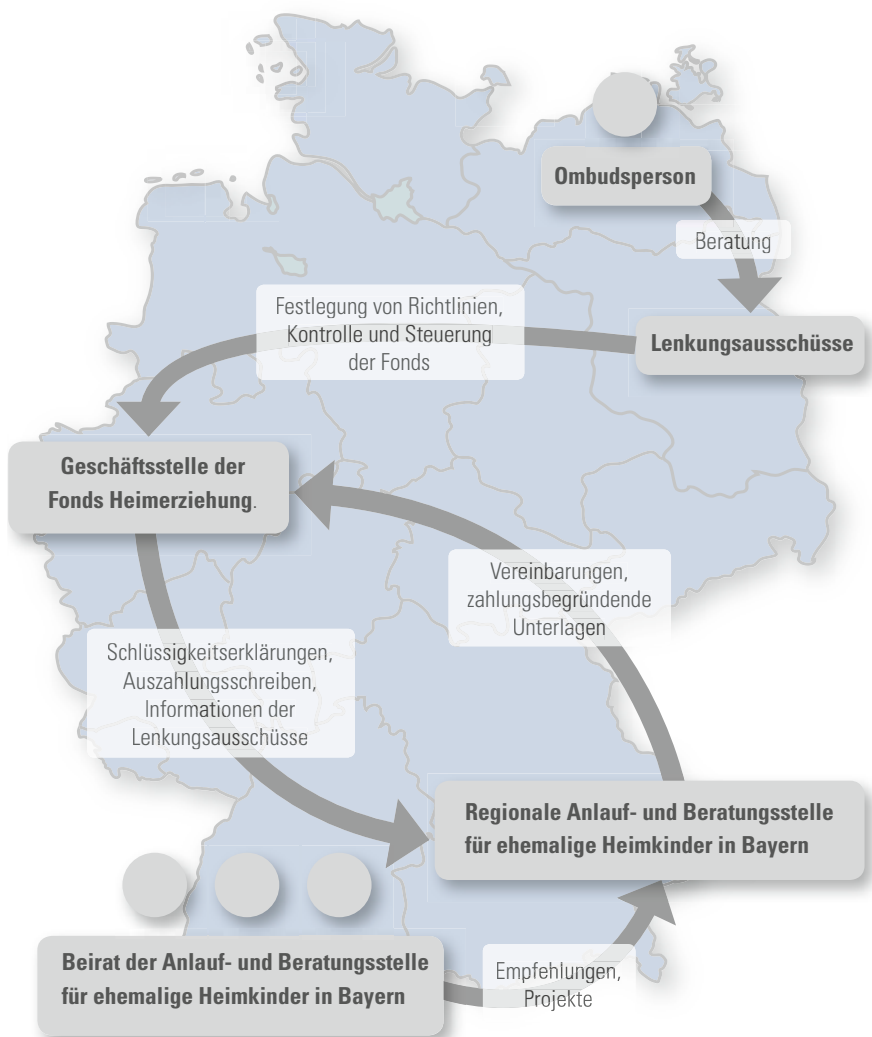 Ombudsperson
Beratung
Festlegung von Richtlinien,
Kontrolle und Steuerung
der Fonds
Lenkungsausschüsse
Geschäftsstelle der
Fonds Heimerziehung.
Vereinbarungen,
zahlungsbegründende
Unterlagen
Schlüssigkeitserklärungen,
Auszahlungsschreiben,
Informationen der
Lenkungsausschüsse
Regionale Anlauf- und Beratungsstelle
für ehemalige Heimkinder in Bayern
Beirat der Anlauf- und Beratungsstelle
für ehemalige Heimkinder in Bayern
Empfehlungen,
Projekte